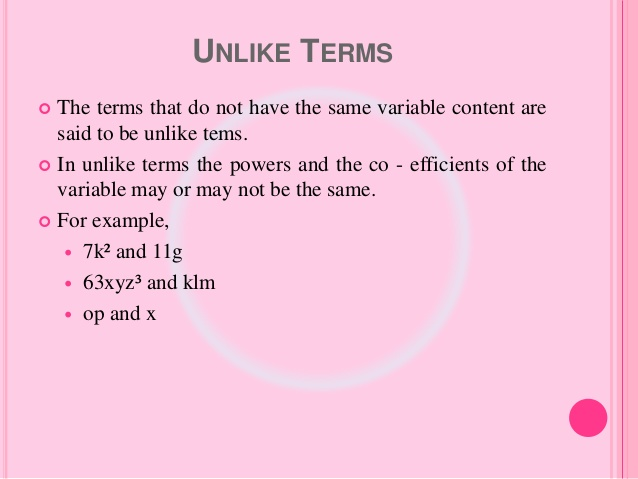 UNLIKE TERMS
The terms that do not have the same variable content are
said to be unlike tems.
In unlike terms the powers and the co - efficients of the
variable may or may not be the same.
For example,
7k² and 11g
63xyz³ and klm
op and x